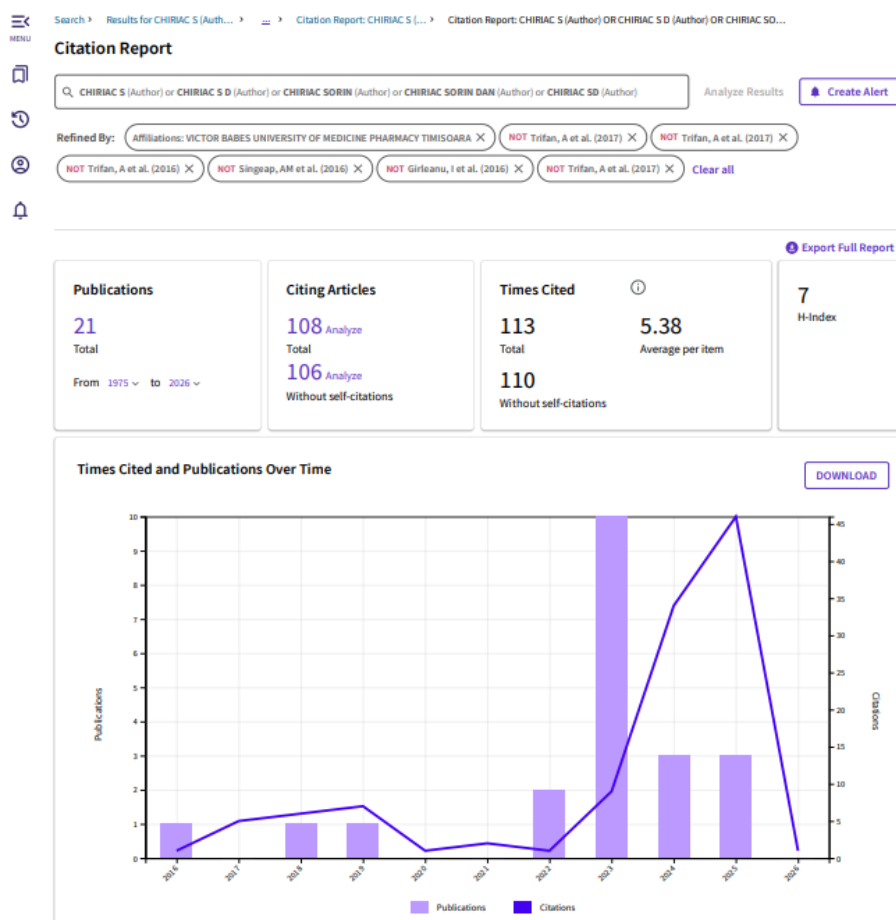 Search > Results for CHIRIAC S (Auth... > ... > Citation Report: CHIRIAC S (... > Citation Report: CHIRIAC S (Author) OR CHIRIAC S D (Author) OR CHIRIAC SO...
MENU
Citation Report
CHIRIAC S (Author) or CHIRIAC S D (Author) or CHIRIAC SORIN (Author) or CHIRIAC SORIN DAN (Author) or CHIRIAC SD (Author)
Analyze Results
Create Alert
Refined By: Affiliations: VICTOR BABES UNIVERSITY OF MEDICINE PHARMACY TIMISOARA × NOT Trifan, A et al. (2017) × NOT Trifan, A et al. (2017) ×
NOT Trifan, A et al. (2016) × NOT Singeap, AM et al. (2016) × NOT Girleanu, I et al. (2016) × NOT Trifan, A et al. (2017) × Clear all
Export Full Report
Publications
21
Total
From 1975 to 2026
Citing Articles
108 Analyze
Total
106 Analyze
Without self-citations
Times Cited
113
Total
5.38
Average per item
110
Without self-citations
7
H-Index
Times Cited and Publications Over Time
DOWNLOAD
Publications
10
9
8
7
6
5
4
3
2
1
0
45
40
35
30
25
20
15
10
5
0
Citations
2016 2017 2018 2019 2020 2021 2022 2023 2024 2025 2026
Publications Citations